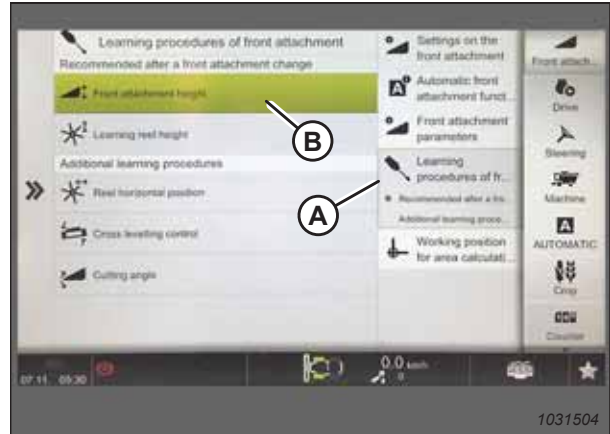 Learning procedures of front attachment
Recommended after a front attachment change
Front attachment height
Learning reel height
Additional learning procedures
Reel horizontal position
Cross levelling control
Cutting angle
Settings on the
front attachment
Automatic front
attachment funct...
Front attachment
parameters
Learning
procedures of fr...
Recommended after a fro...
Additional learning proce...
Working position
for area calculati...
Front attach...
Drive
Steering
Machine
AUTOMATIC
Crop
Counter
B
A
07.11. 05:30
0.0 km/h
0
1031504